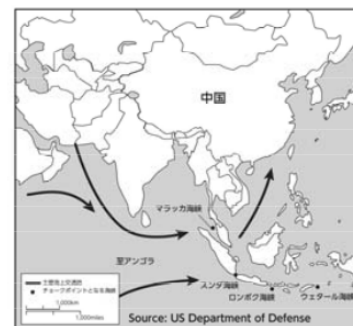 中国
マラッカ海峡
至アンゴラ
スンダ海峡
ロンボク海峡
ウェタール海峡
主要海上交通路
チョークポイントとなる海峡
1,000km
1,000miles
Source: US Department of Defense